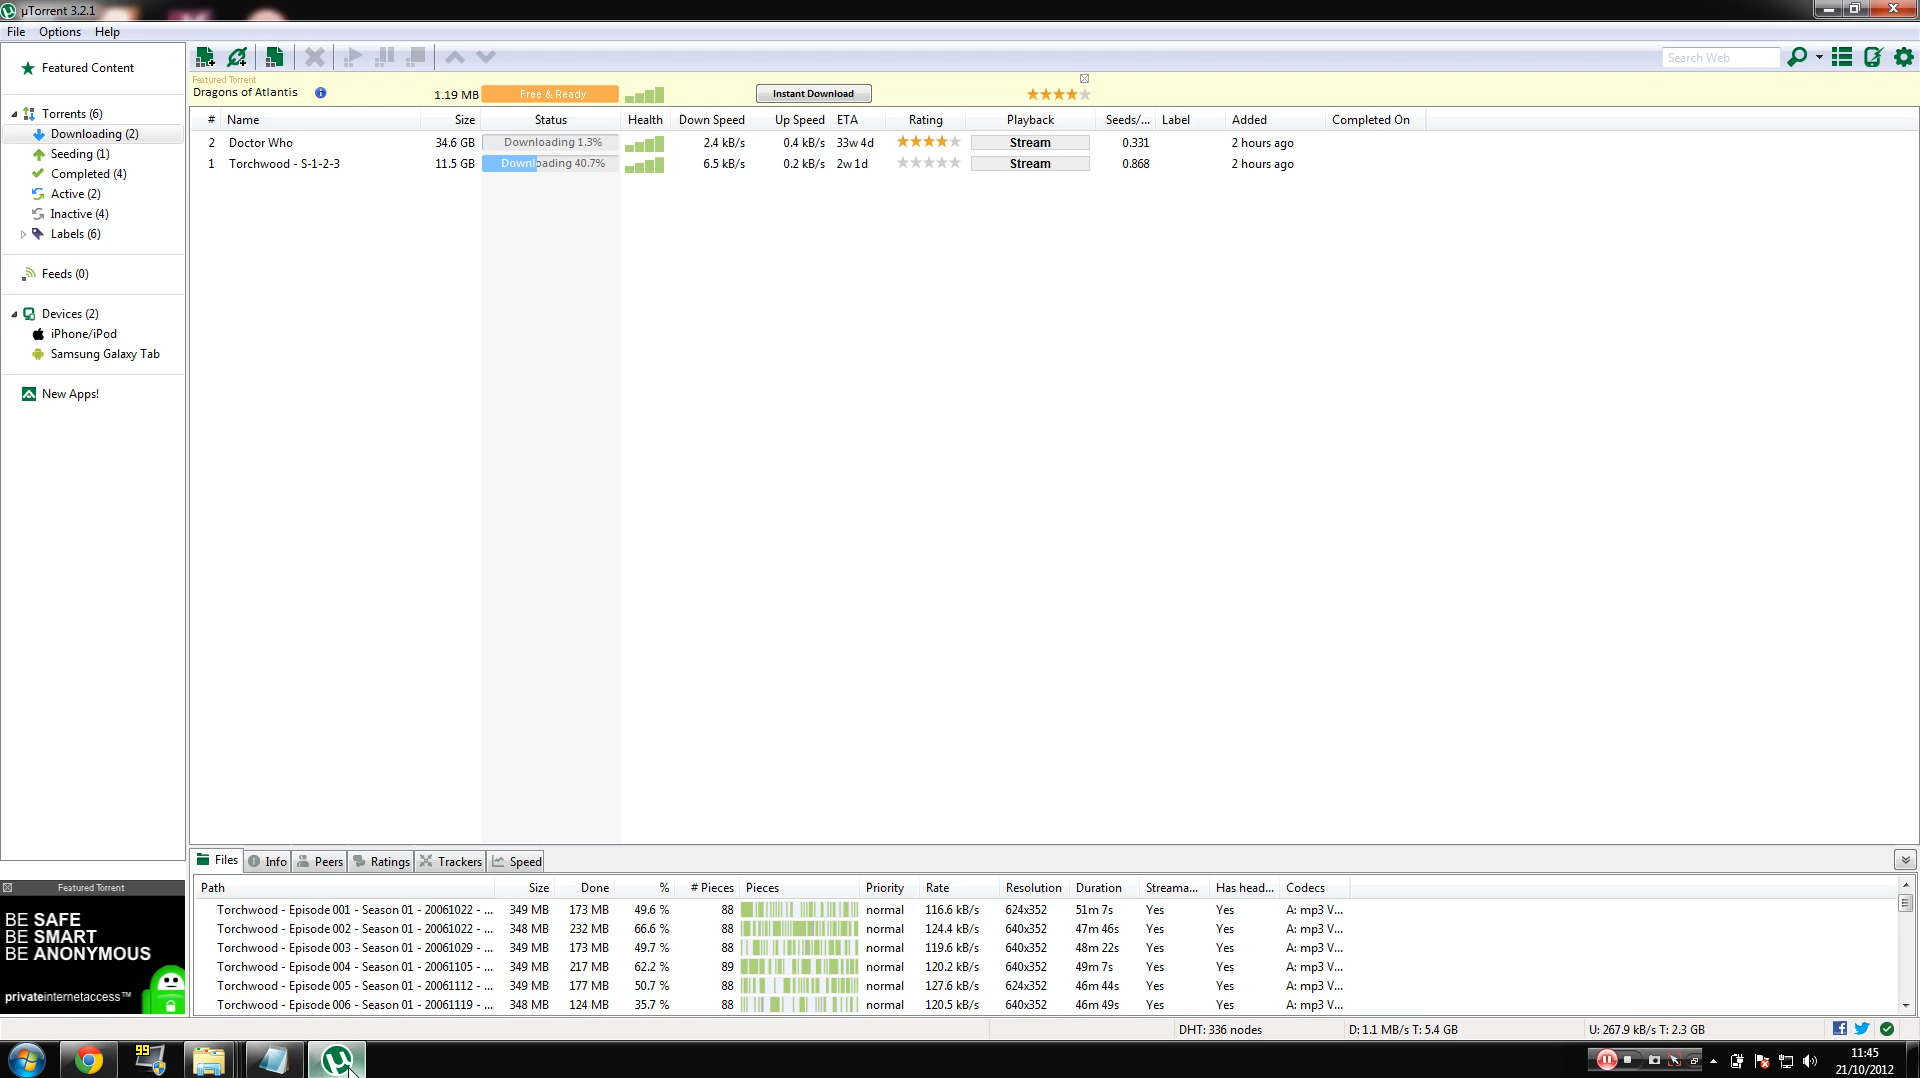 µTorrent 3.2.1
File Options Help
Featured Content
Torrents (6)
Downloading (2)
Seeding (1)
Completed (4)
Active (2)
Inactive (4)
Labels (6)
Feeds (0)
Devices (2)
iPhone/iPod
Samsung Galaxy Tab
New Apps!
Search Web
Featured Torrent
Dragons of Atlantis 1.19 MB Free & Ready Instant Download
# Name Size Status Health Down Speed Up Speed ETA Rating Playback Seeds/... Label Added Completed On
2 Doctor Who 34.6 GB Downloading 1.3% 2.4 kB/s 0.4 kB/s 33w 4d Stream 0.331 2 hours ago
1 Torchwood - S-1-2-3 11.5 GB Downloading 40.7% 6.5 kB/s 0.2 kB/s 2w 1d Stream 0.868 2 hours ago
Files Info Peers Ratings Trackers Speed
Path Size Done % # Pieces Pieces Priority Rate Resolution Duration Streama... Has head... Codecs
Torchwood - Episode 001 - Season 01 - 20061022 - ... 349 MB 173 MB 49.6 % 88 normal 116.6 kB/s 624x352 51m 7s Yes Yes A: mp3 V...
Torchwood - Episode 002 - Season 01 - 20061022 - ... 348 MB 232 MB 66.6 % 88 normal 124.4 kB/s 640x352 47m 46s Yes Yes A: mp3 V...
Torchwood - Episode 003 - Season 01 - 20061029 - ... 349 MB 173 MB 49.7 % 88 normal 119.6 kB/s 640x352 48m 22s Yes Yes A: mp3 V...
Torchwood - Episode 004 - Season 01 - 20061105 - ... 349 MB 217 MB 62.2 % 89 normal 120.2 kB/s 640x352 49m 7s Yes Yes A: mp3 V...
Torchwood - Episode 005 - Season 01 - 20061112 - ... 349 MB 177 MB 50.7 % 88 normal 127.6 kB/s 624x352 46m 44s Yes Yes A: mp3 V...
Torchwood - Episode 006 - Season 01 - 20061119 - ... 348 MB 124 MB 35.7 % 88 normal 120.5 kB/s 640x352 46m 49s Yes Yes A: mp3 V...
Featured Torrent
BE SAFE
BE SMART
BE ANONYMOUS
privateinternetaccess™
DHT: 336 nodes D: 1.1 MB/s T: 5.4 GB U: 267.9 kB/s T: 2.3 GB
99
11:45
21/10/2012